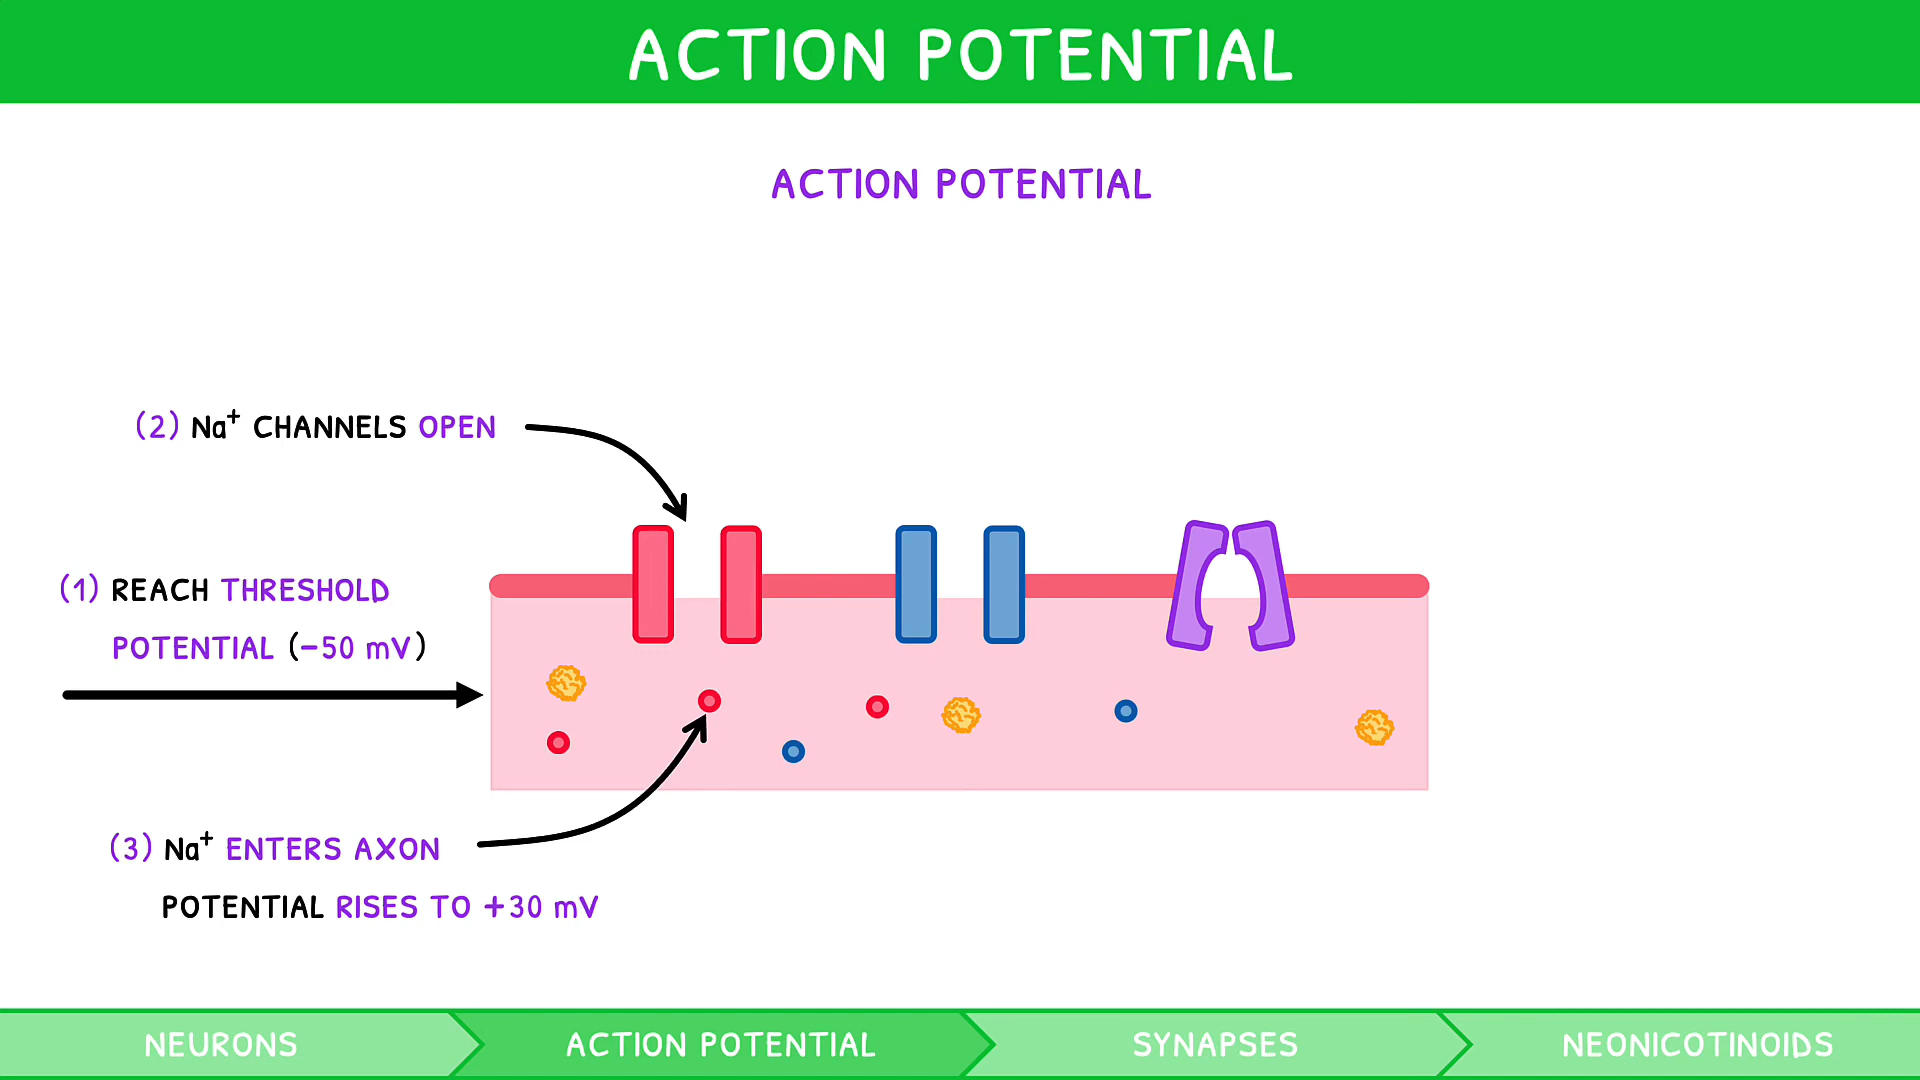 ACTION POTENTIAL
ACTION POTENTIAL
(2) Na⁺ CHANNELS OPEN
(1) REACH THRESHOLD
POTENTIAL (-50 mV)
(3) Na⁺ ENTERS AXON
POTENTIAL RISES TO +30 mV
NEURONS
ACTION POTENTIAL
SYNAPSES
NEONICOTINOIDS